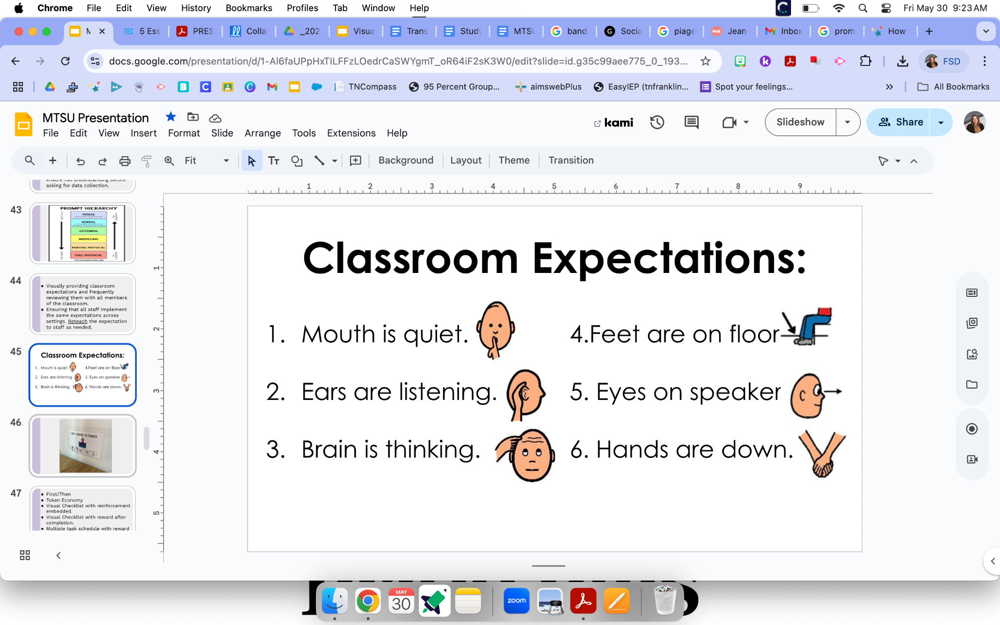 Chrome File Edit View History Bookmarks Profiles Tab Window Help Fri May 30 9:23 AM
M TEC 5 Ess PRES Colla _202 Visua Trans Study MTSU band Socia piage Jean Inbox prom How
docs.google.com/presentation/d/1-Al6faUPpHxTlLFFzLOedrCaSWYgmT_oR64iF2sK3W0/edit?slide=id.g35c99aee775_0_193... FSD
TNCompass 95 Percent Group... aimswebPlus EasyIEP (tnfranklin... Spot your feelings... All Bookmarks
MTSU Presentation
File Edit View Insert Format Slide Arrange Tools Extensions Help
kami Slideshow Share
Fit Background Layout Theme Transition
1 2 3 4 5 6 7 8 9
ensure full understanding before
asking for data collection.
43
PROMPT HIERARCHY
VISUAL
VERBAL
GESTURAL
MODELING
PARTIAL PHYSICAL
FULL PHYSICAL
44
Visually providing classroom
expectations and frequently
reviewing them with all members
of the classroom.
Ensuring that all staff implement
the same expectations across
settings. Reteach the expectation
to staff as needed.
45
Classroom Expectations:
1. Mouth is quiet. 4.Feet are on floor
2. Ears are listening. 5. Eyes on speaker
3. Brain is thinking. 6. Hands are down.
46
I am ready to learn
47
First/Then
Token Economy
Visual Checklist with reinforcement
embedded.
Visual Checklist with reward after
completion.
Multiple task schedule with reward
1
2
3
4
5
Classroom Expectations:
1. Mouth is quiet. 4.Feet are on floor
2. Ears are listening. 5. Eyes on speaker
3. Brain is thinking. 6. Hands are down.
MAY
30
zoom